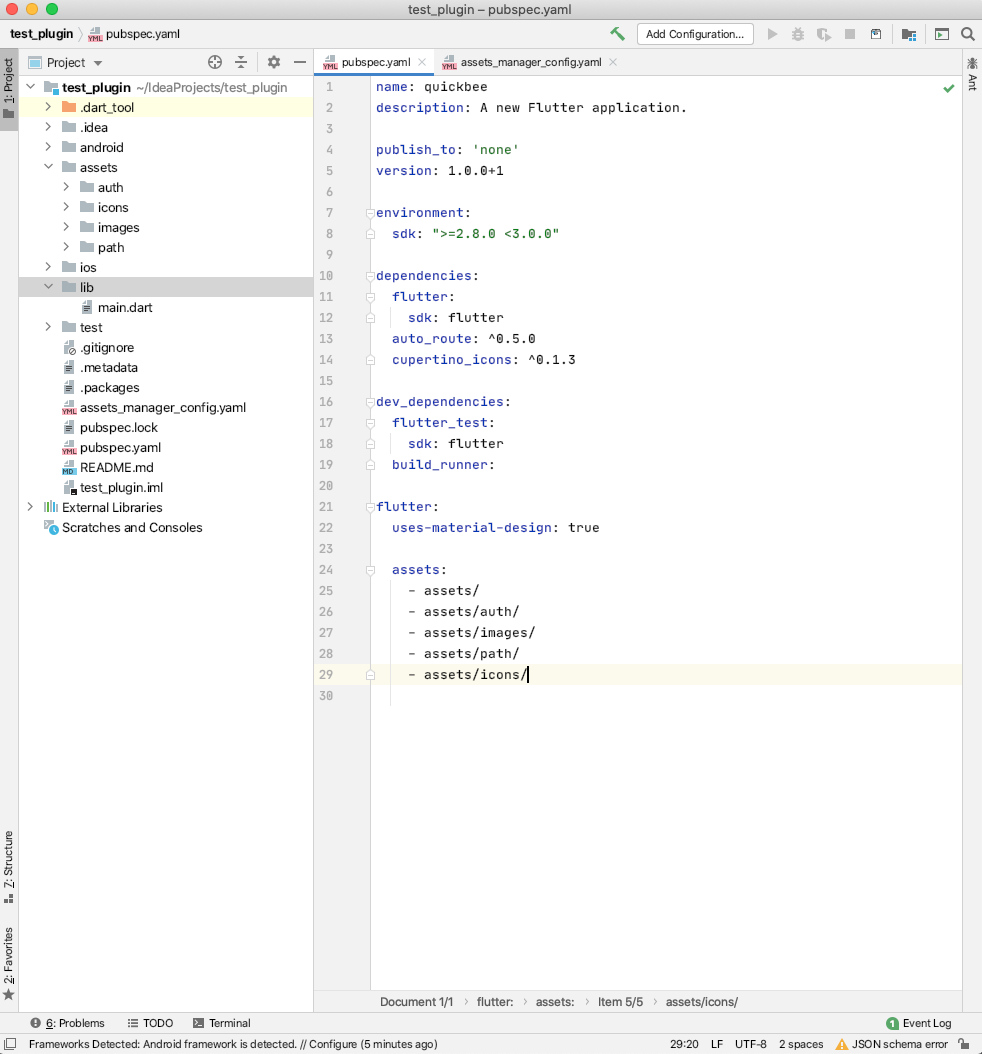 test_plugin – pubspec.yaml
test_plugin
YML pubspec.yaml
Add Configuration...
1: Project
Project
pubspec.yaml
assets_manager_config.yaml
Ant
test_plugin ~/IdeaProjects/test_plugin
.dart_tool
.idea
android
assets
auth
icons
images
path
ios
lib
main.dart
test
.gitignore
.metadata
.packages
YML assets_manager_config.yaml
pubspec.lock
YML pubspec.yaml
MD README.md
test_plugin.iml
External Libraries
Scratches and Consoles
1 name: quickbee
2 description: A new Flutter application.
3
4 publish_to: 'none'
5 version: 1.0.0+1
6
7 environment:
8 sdk: ">=2.8.0 <3.0.0"
9
10 dependencies:
11 flutter:
12 sdk: flutter
13 auto_route: ^0.5.0
14 cupertino_icons: ^0.1.3
15
16 dev_dependencies:
17 flutter_test:
18 sdk: flutter
19 build_runner:
20
21 flutter:
22 uses-material-design: true
23
24 assets:
25 - assets/
26 - assets/auth/
27 - assets/images/
28 - assets/path/
29 - assets/icons/
30
Z: Structure
2: Favorites
Document 1/1 › flutter: › assets: › Item 5/5 › assets/icons/
6: Problems
TODO
Terminal
1 Event Log
Frameworks Detected: Android framework is detected. // Configure (5 minutes ago)
29:20 LF UTF-8 2 spaces JSON schema error